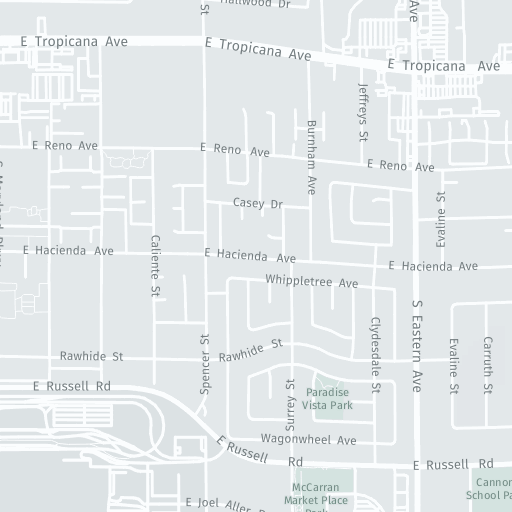 Hallwood Dr
St
Ave
E Tropicana Ave
E Tropicana Ave
E Tropicana Ave
Jeffreys St
Burnham Ave
E Reno Ave
E Reno Ave
E Reno Ave
Evaline St
Casey Dr
Caliente St
E Hacienda Ave
E Hacienda Ave
E Hacienda Ave
Whippletree Ave
S Eastern Ave
Clydesdale St
Evaline St
Carruth St
Spencer St
Rawhide St
Rawhide St
E Russell Rd
Surrey St
Paradise
Vista Park
Wagonwheel Ave
E Russell Rd
E Russell Rd
McCarran
Market Place
Cannon
School
E Joel Aller